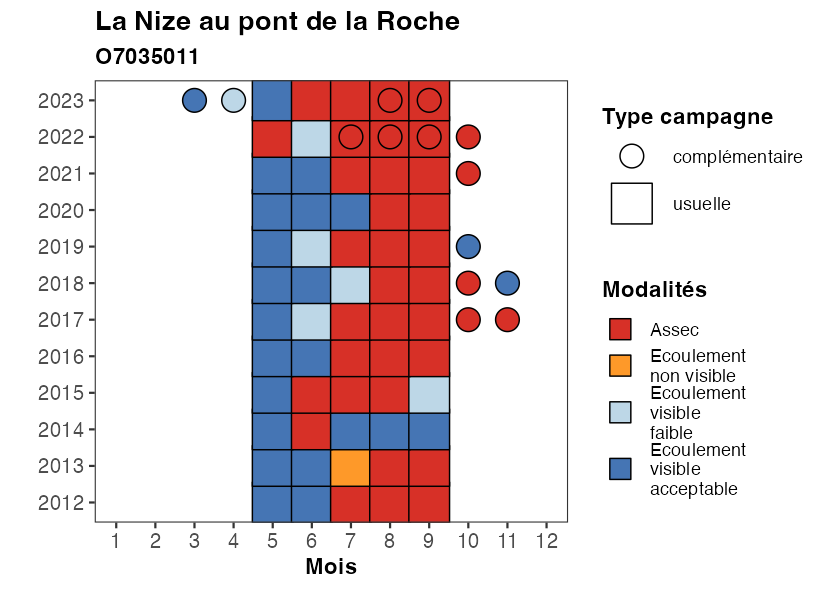 La Nize au pont de la Roche
O7035011
2023
2022
2021
2020
2019
2018
2017
2016
2015
2014
2013
2012
1 2 3 4 5 6 7 8 9 10 11 12
Mois
Type campagne
complémentaire
usuelle
Modalités
Assec
Ecoulement
non visible
Ecoulement
visible
faible
Ecoulement
visible
acceptable